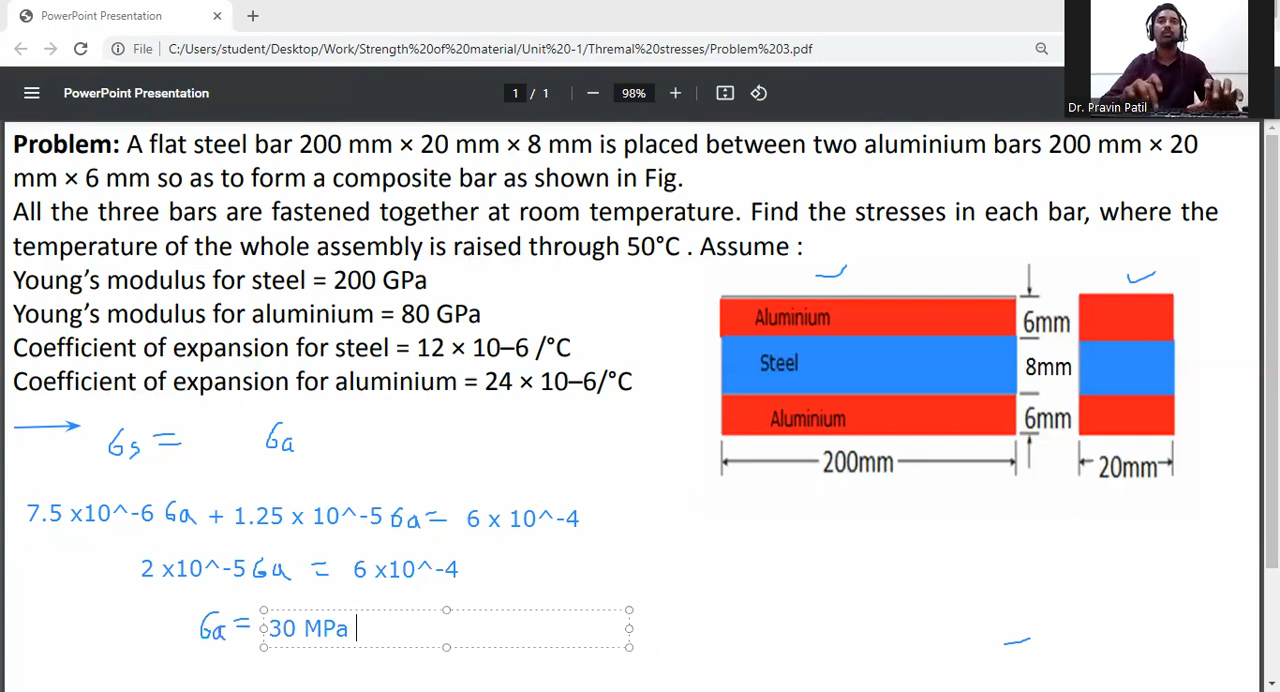 PowerPoint Presentation
File C:/Users/student/Desktop/Work/Strength%20of%20material/Unit%20-1/Thremal%20stresses/Problem%203.pdf
PowerPoint Presentation 1 / 1 98%
Dr. Pravin Patil
Problem: A flat steel bar 200 mm × 20 mm × 8 mm is placed between two aluminium bars 200 mm × 20
mm × 6 mm so as to form a composite bar as shown in Fig.
All the three bars are fastened together at room temperature. Find the stresses in each bar, where the
temperature of the whole assembly is raised through 50°C . Assume :
Young’s modulus for steel = 200 GPa
Young’s modulus for aluminium = 80 GPa
Coefficient of expansion for steel = 12 × 10–6 /°C
Coefficient of expansion for aluminium = 24 × 10–6/°C
Aluminium
6mm
Steel
8mm
Aluminium
6mm
200mm
20mm
σs = σa
7.5 x10^-6 σa + 1.25 x 10^-5 σa = 6 x 10^-4
2 x10^-5 σa = 6 x10^-4
σa = 30 MPa